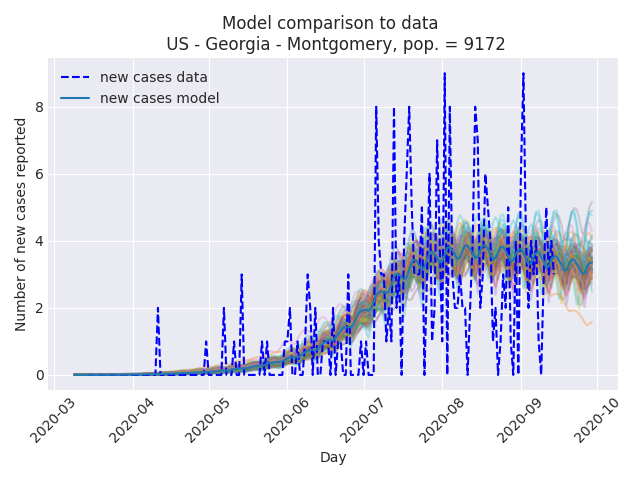 Model comparison to data
US - Georgia - Montgomery, pop. = 9172
new cases data
new cases model
Number of new cases reported
8
6
4
2
0
2020-03
2020-04
2020-05
2020-06
2020-07
2020-08
2020-09
2020-10
Day